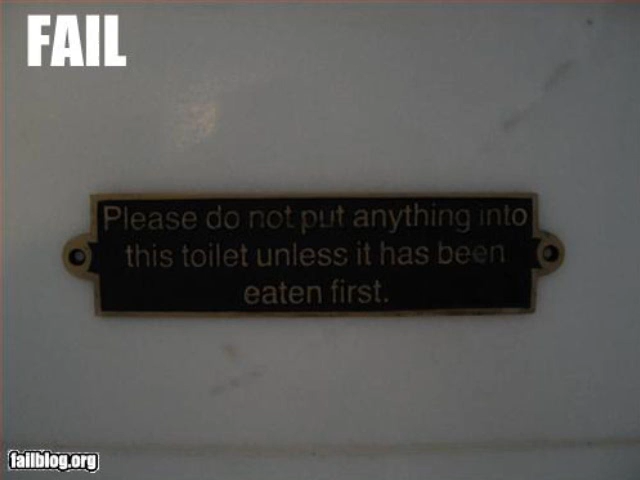 FAIL
Please do not put anything into
this toilet unless it has been
eaten first.
failblog.org